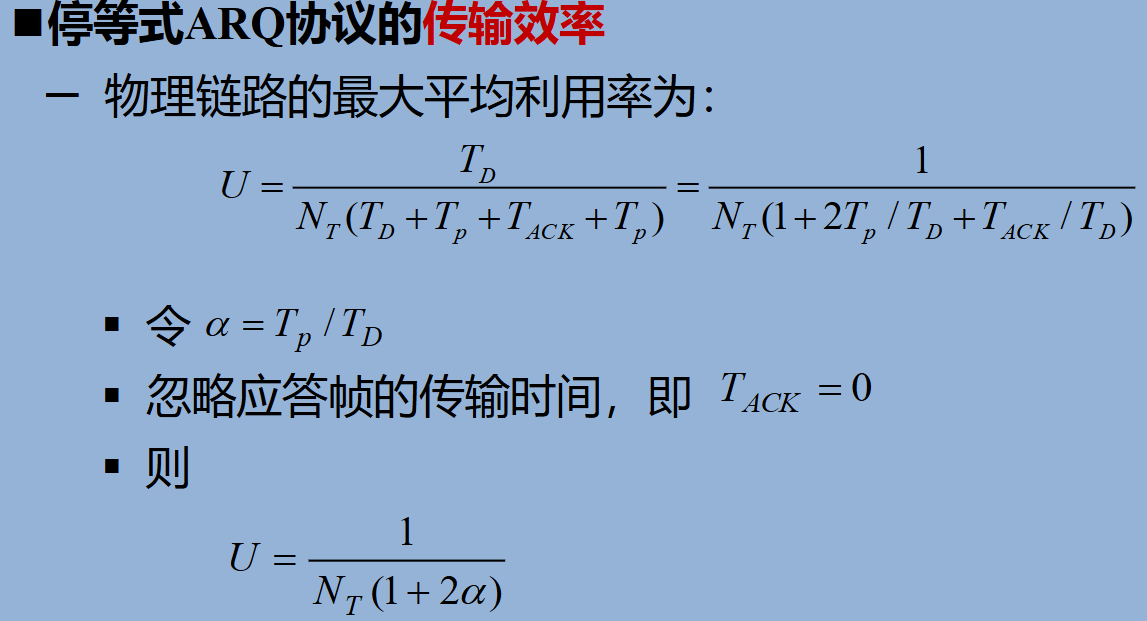 ■停等式ARQ协议的传输效率
– 物理链路的最大平均利用率为：
U = T_D / N_T (T_D + T_p + T_ACK + T_p) = 1 / N_T (1 + 2T_p / T_D + T_ACK / T_D)
▪ 令 α = T_p / T_D
▪ 忽略应答帧的传输时间，即 T_ACK = 0
▪ 则
U = 1 / N_T (1 + 2α)